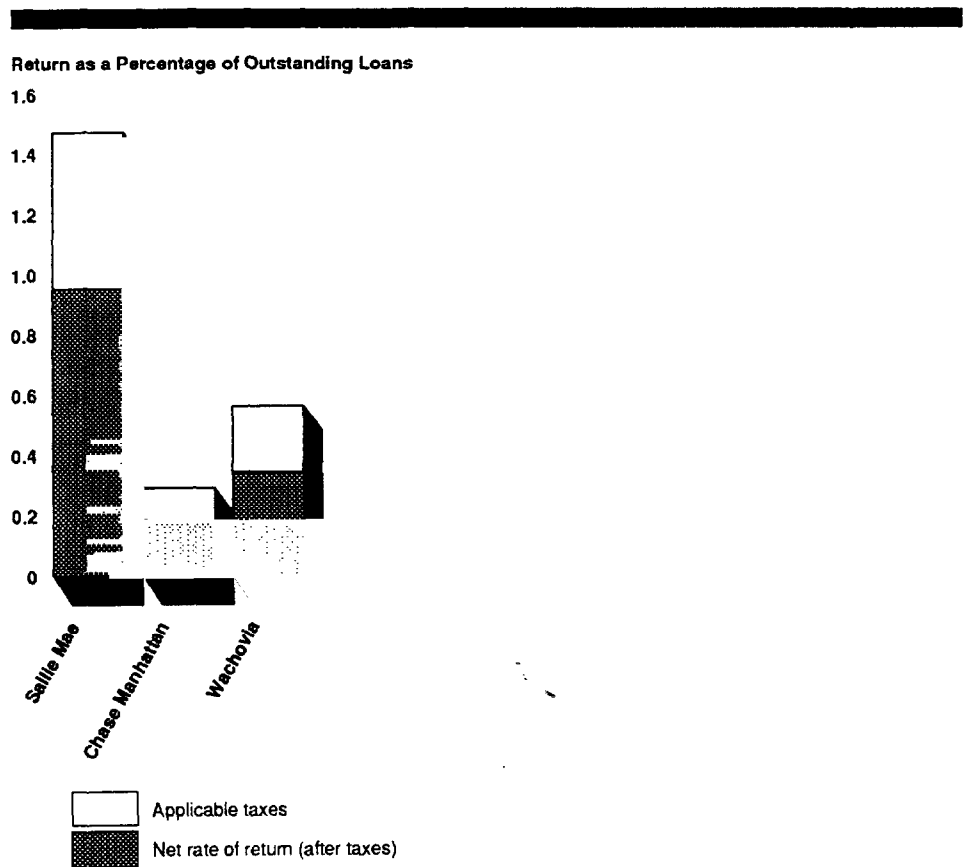 Return as a Percentage of Outstanding Loans
1.6
1.4
1.2
1.0
0.8
0.6
0.4
0.2
0
Sallie Mae
Chase Manhattan
Wachovia
Applicable taxes
Net rate of return (after taxes)